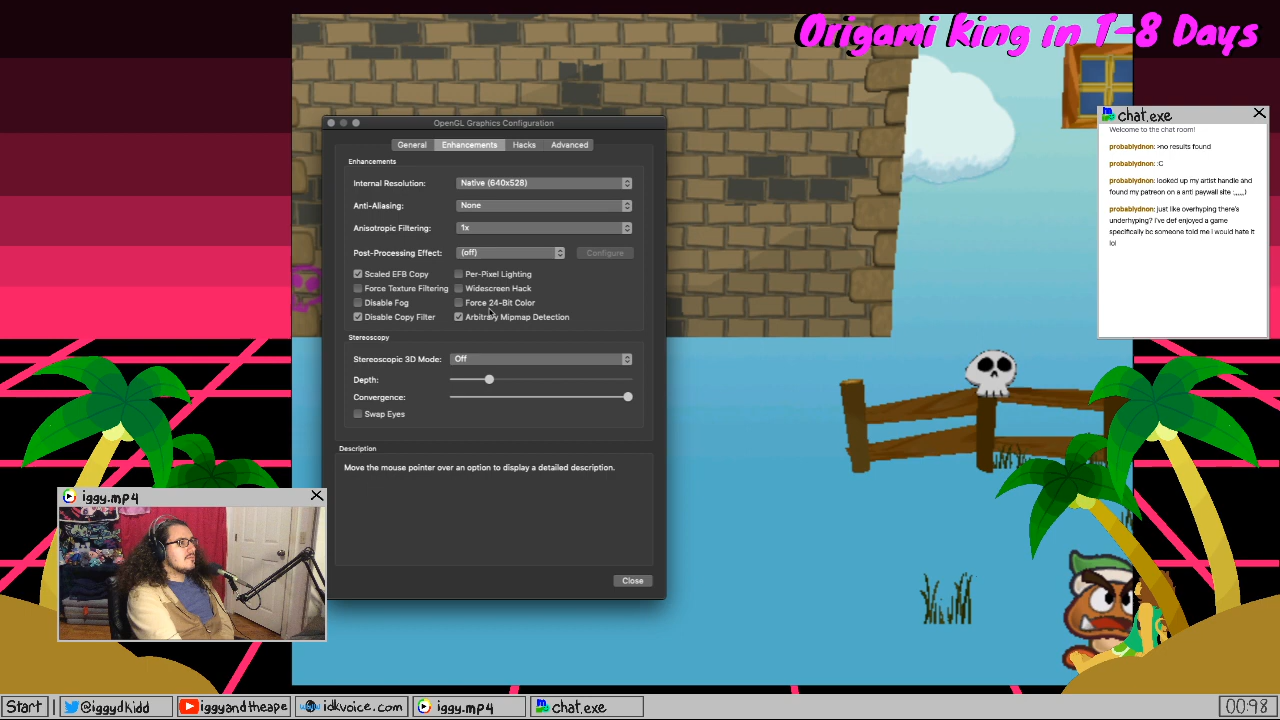 Origami King in 1-8 Days
OpenGL Graphics Configuration
General Enhancements Hacks Advanced
Enhancements
Internal Resolution: Native (640x528)
Anti-Aliasing: None
Anisotropic Filtering: 1x
Post-Processing Effect: (off) Configure
Scaled EFB Copy Per-Pixel Lighting
Force Texture Filtering Widescreen Hack
Disable Fog Force 24-Bit Color
Disable Copy Filter Arbitrary Mipmap Detection
Stereoscopy
Stereoscopic 3D Mode: Off
Depth:
Convergence:
Swap Eyes
Description
Move the mouse pointer over an option to display a detailed description.
Close
chat.exe
Welcome to the chat room!
probablydnon: >no results found
probablydnon: :C
probablydnon: looked up my artist handle and
found my patreon on a anti paywall site :,,,,,,)
probablydnon: just like overhyping there's
underhyping? i've def enjoyed a game
specifically bc someone told me i would hate it
lol
iggy.mp4
Start | @iggydkidd iggyandtheape www idkvoice.com iggy.mp4 chat.exe 00:98